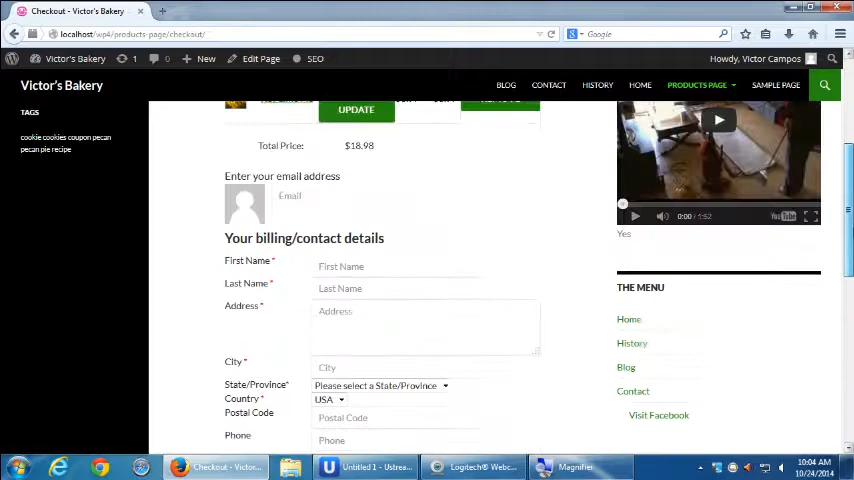 Checkout - Victor's Bakery
localhost/wp4/products-page/checkout/
Google
Victor's Bakery 1 0 New Edit Page SEO
Howdy, Victor Campos
Victor's Bakery
BLOG CONTACT HISTORY HOME PRODUCTS PAGE SAMPLE PAGE
TAGS
cookie cookies coupon pecan
pecan pie recipe
UPDATE
Total Price: $18.98
Enter your email address
Email
Your billing/contact details
First Name *
First Name
Last Name *
Last Name
Address *
Address
City *
City
State/Province*
Please select a State/Province
Country *
USA
Postal Code
Postal Code
Phone
Phone
0:00 / 1:52
YouTube
Yes
THE MENU
Home
History
Blog
Contact
Visit Facebook
Checkout - Victor...
Untitled 1 - Ustrea...
Logitech® Webc...
Magnifier
10:04 AM
10/24/2014